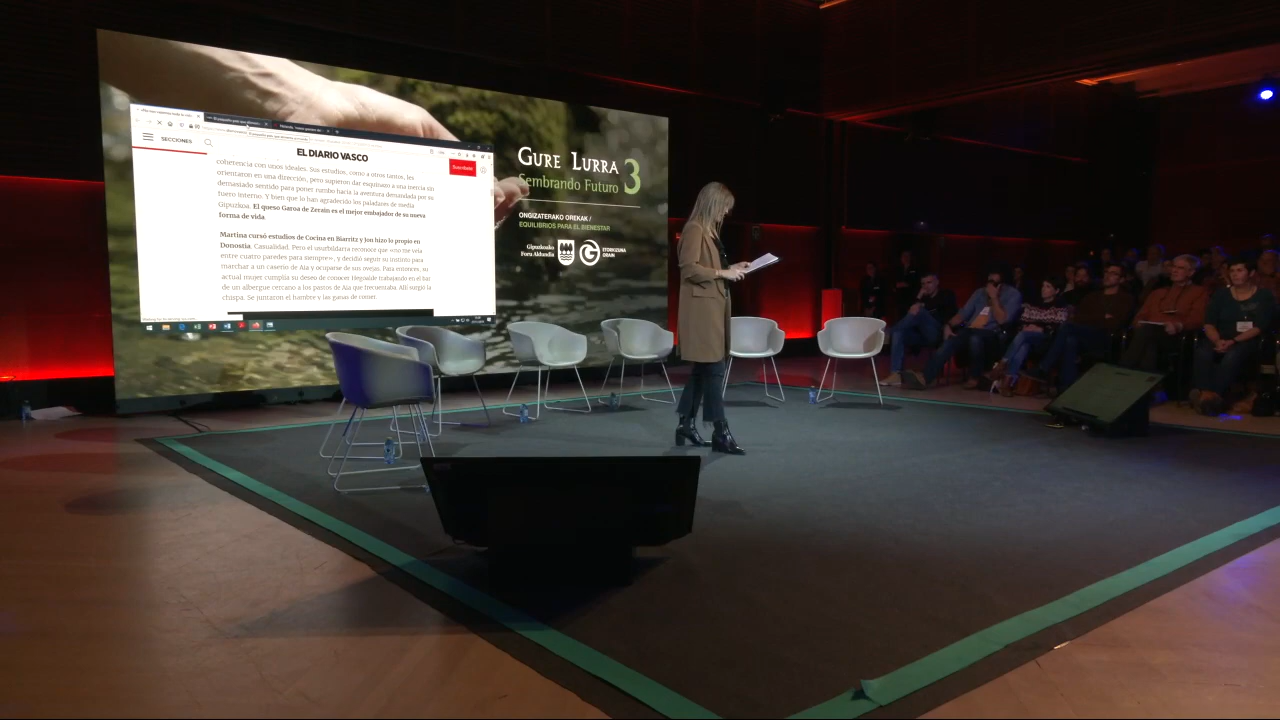 SECCIONES
EL DIARIO VASCO
Suscríbete
coherencia con unos ideales. Sus estudios, como a otros tantos, les
orientaron en una dirección, pero supieron dar esquinazo a una inercia sin
demasiado sentido para poner rumbo hacia la aventura demandada por su
fuero interno. Y bien que lo han agradecido los paladares de media
Gipuzkoa. El queso Garoa de Zerain es el mejor embajador de su nueva
forma de vida.
Martina cursó estudios de Cocina en Biarritz y Jon hizo lo propio en
Donostia. Casualidad. Pero el usurbildarra reconoce que «no me veía
entre cuatro paredes para siempre», y decidió seguir su instinto para
marchar a un caserío de Aia y ocuparse de sus ovejas. Para entonces, su
actual mujer cumplía su deseo de conocer Hegoalde trabajando en el bar
de un albergue cercano a los pastos de Aia que frecuentaba. Allí surgió la
chispa. Se juntaron el hambre y las ganas de comer.
GURE LURRA 3
Sembrando Futuro
ONGIZATERAKO OREKAK /
EQUILIBRIOS PARA EL BIENESTAR
Gipuzkoako
Foru Aldundia
ETORKIZUNA
ORAIN